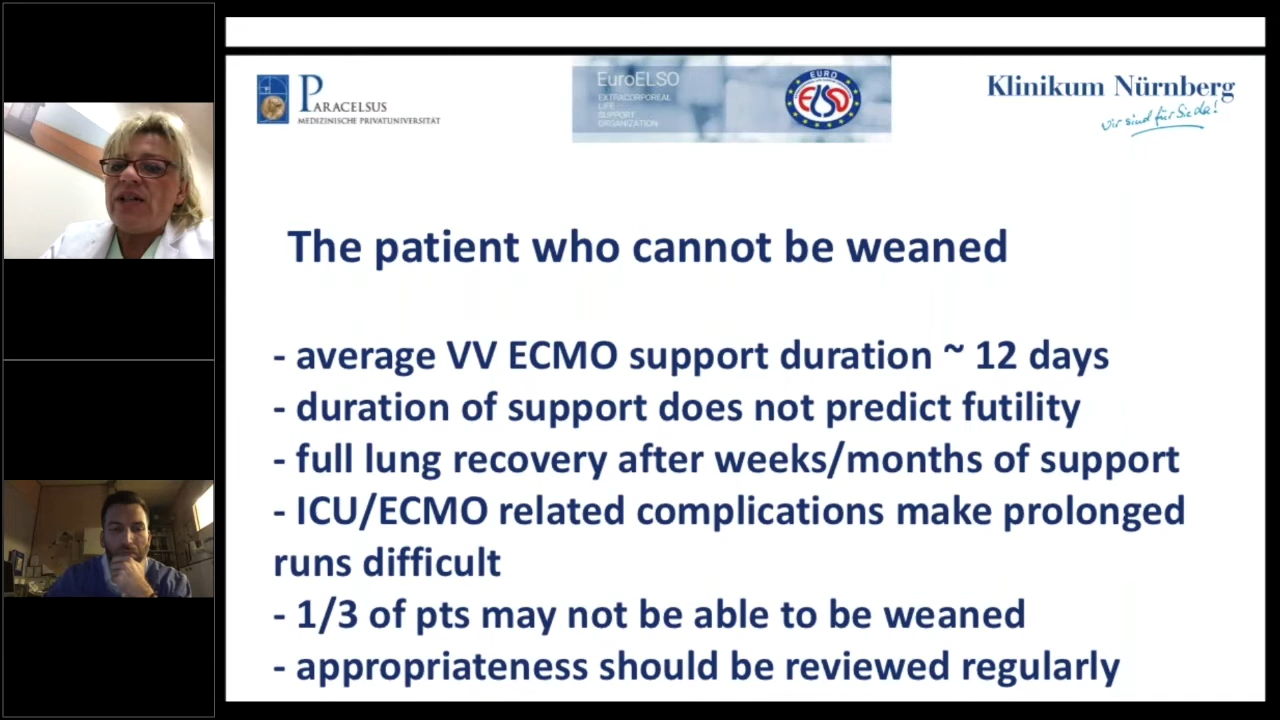 PARACELSUS
MEDIZINISCHE PRIVATUNIVERSITÄT
EuroELSO
EXTRACORPOREAL
LIFE
SUPPORT
ORGANIZATION
EURO
ELSO
Klinikum Nürnberg
Wir sind für Sie da!
The patient who cannot be weaned
- average VV ECMO support duration ~ 12 days
- duration of support does not predict futility
- full lung recovery after weeks/months of support
- ICU/ECMO related complications make prolonged
runs difficult
- 1/3 of pts may not be able to be weaned
- appropriateness should be reviewed regularly